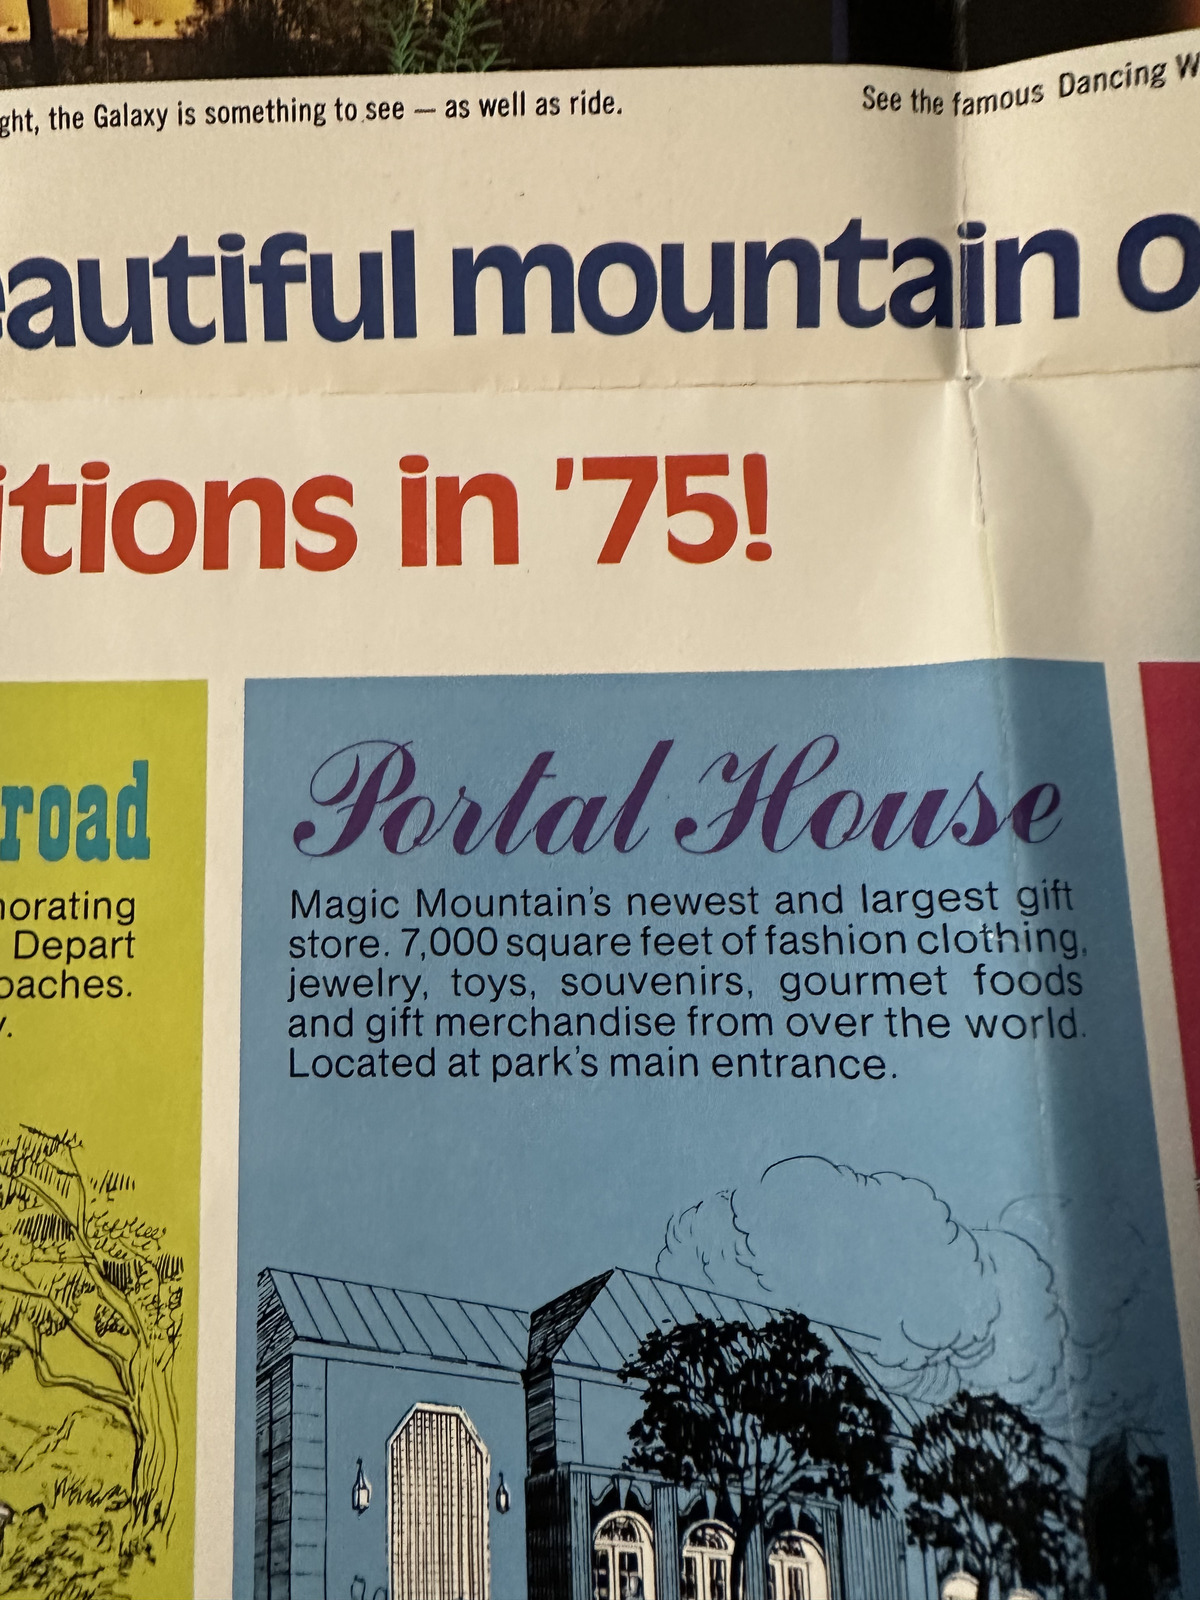 ght, the Galaxy is something to see — as well as ride.
See the famous Dancing W
eautiful mountain o
itions in '75!
road
norating
Depart
oaches.
y.
Portal House
Magic Mountain's newest and largest gift
store. 7,000 square feet of fashion clothing,
jewelry, toys, souvenirs, gourmet foods
and gift merchandise from over the world.
Located at park's main entrance.